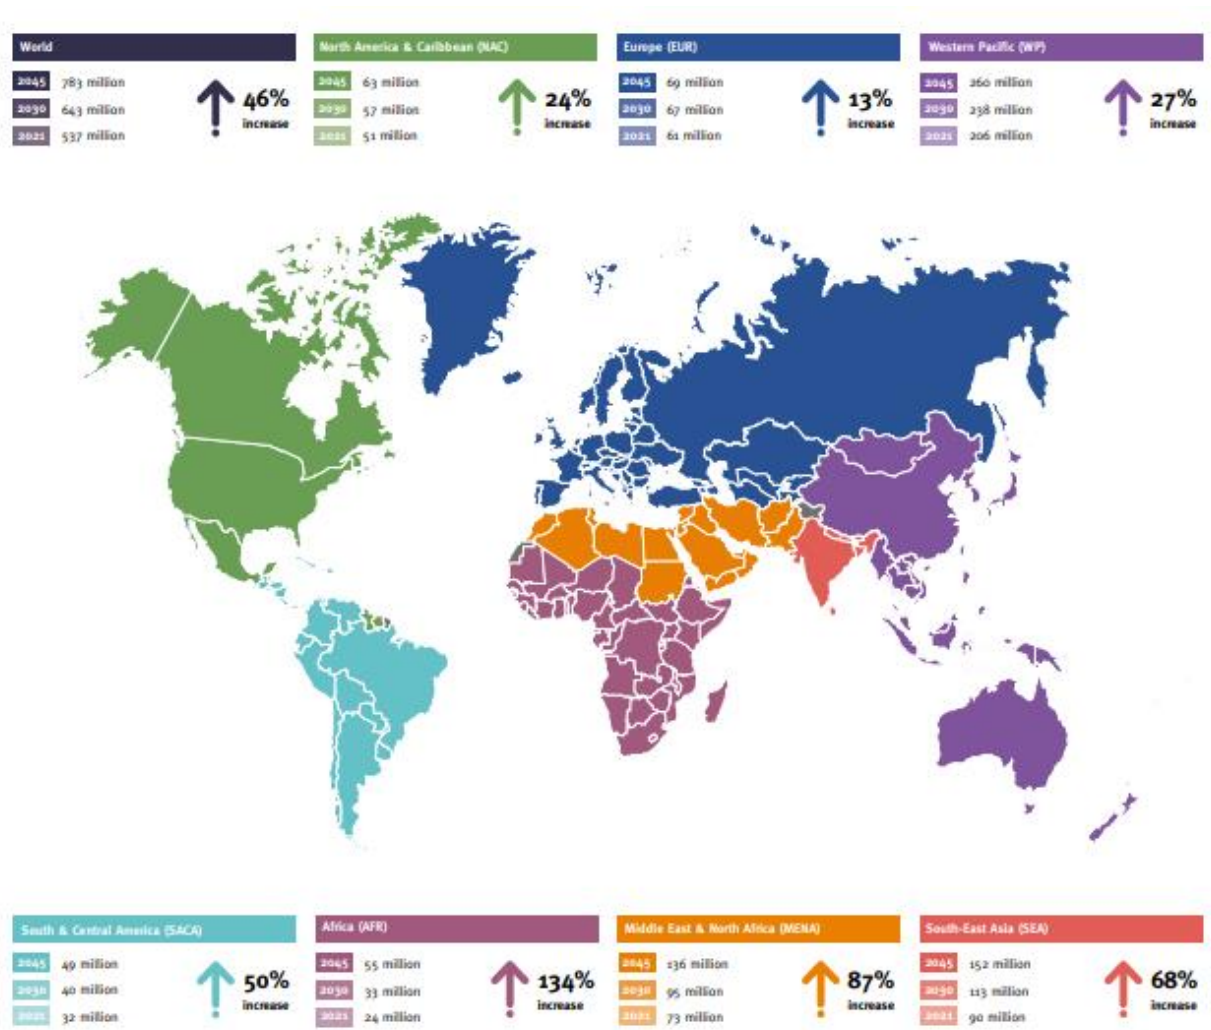 World
2045 783 million
2030 643 million
2021 537 million
46%
increase
North America & Caribbean (NAC)
2045 63 million
2030 57 million
2021 51 million
24%
increase
Europe (EUR)
2045 69 million
2030 67 million
2021 61 million
13%
increase
Western Pacific (WP)
2045 260 million
2030 238 million
2021 206 million
27%
increase
South & Central America (SACA)
2045 49 million
2030 40 million
2021 32 million
50%
increase
Africa (AFR)
2045 55 million
2030 33 million
2021 24 million
134%
increase
Middle East & North Africa (MENA)
2045 136 million
2030 95 million
2021 73 million
87%
increase
South-East Asia (SEA)
2045 152 million
2030 113 million
2021 90 million
68%
increase